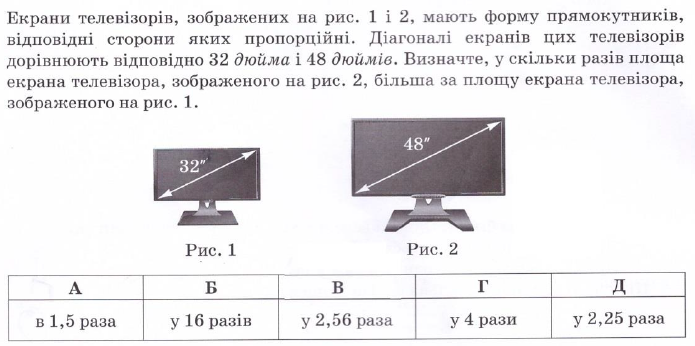 Екрани телевізорів, зображених на рис. 1 і 2, мають форму прямокутників,
відповідні сторони яких пропорційні. Діагоналі екранів цих телевізорів
дорівнюють відповідно 32 дюйма і 48 дюймів. Визначте, у скільки разів площа
екрана телевізора, зображеного на рис. 2, більша за площу екрана телевізора,
зображеного на рис. 1.
32″
48″
Рис. 1
Рис. 2
А Б В Г Д
в 1,5 раза у 16 разів у 2,56 раза у 4 рази у 2,25 раза